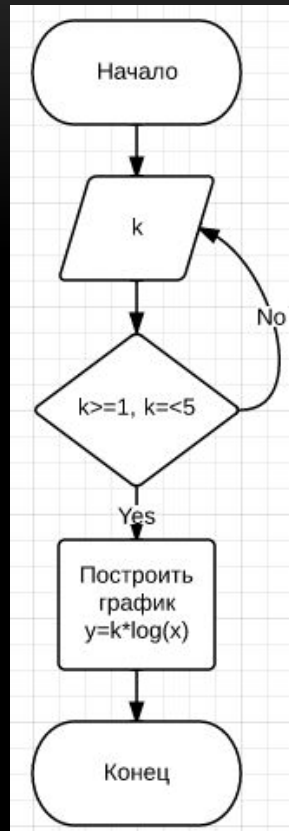 Начало
k
No
k>=1, k=<5
Yes
Построить
график
y=k*log(x)
Конец